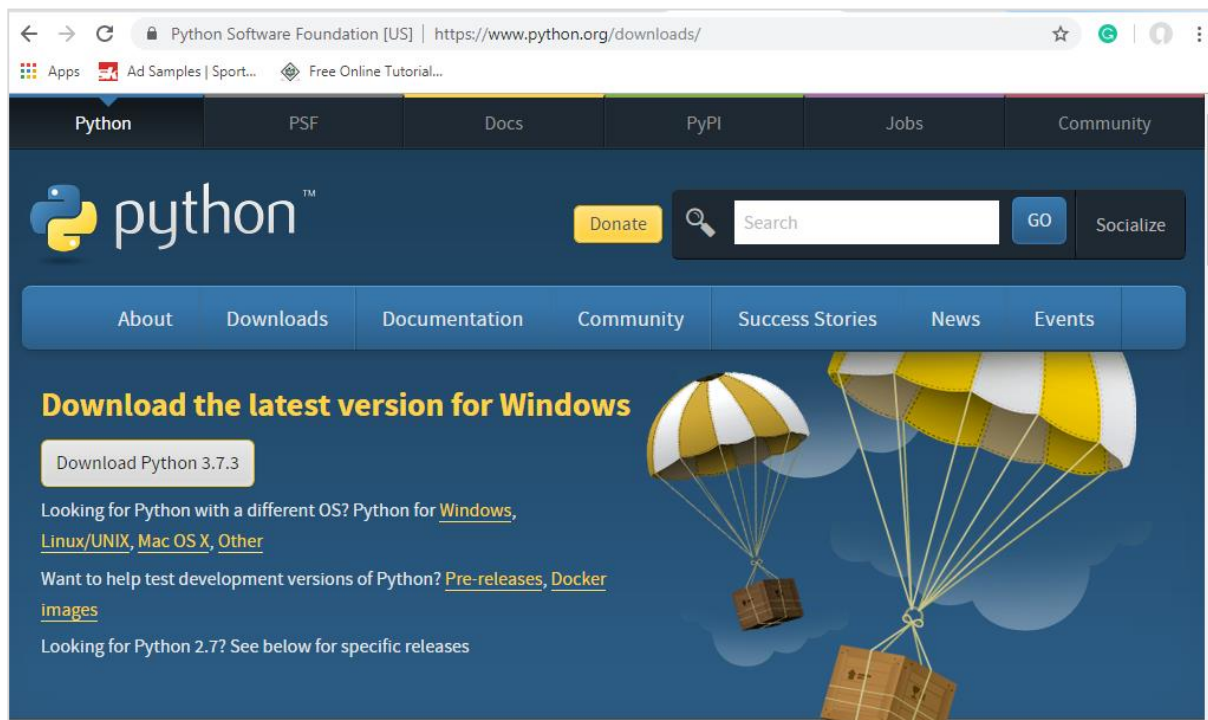 Python Software Foundation [US] | https://www.python.org/downloads/
Apps Ad Samples | Sport... Free Online Tutorial...
Python PSF Docs PyPI Jobs Community
python™
Donate Search GO Socialize
About Downloads Documentation Community Success Stories News Events
Download the latest version for Windows
Download Python 3.7.3
Looking for Python with a different OS? Python for Windows,
Linux/UNIX, Mac OS X, Other
Want to help test development versions of Python? Pre-releases, Docker
images
Looking for Python 2.7? See below for specific releases